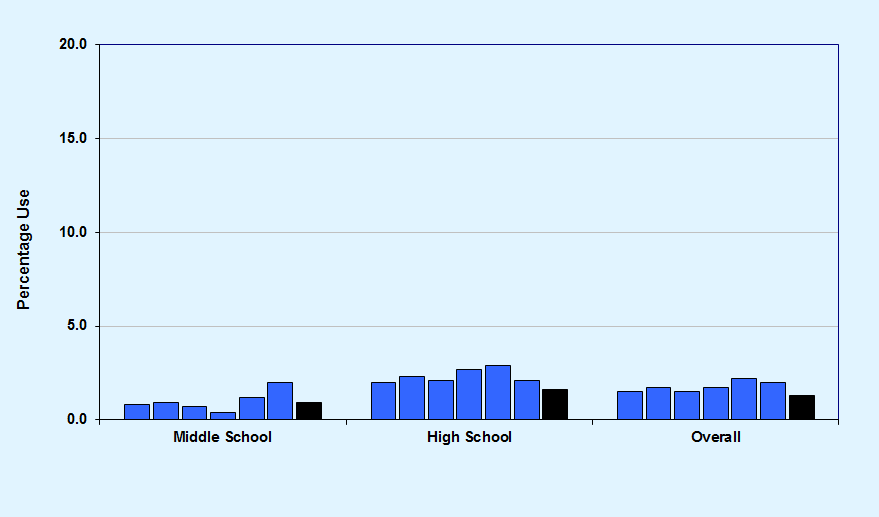 20.0
15.0
10.0
5.0
0.0
Percentage Use
Middle School
High School
Overall